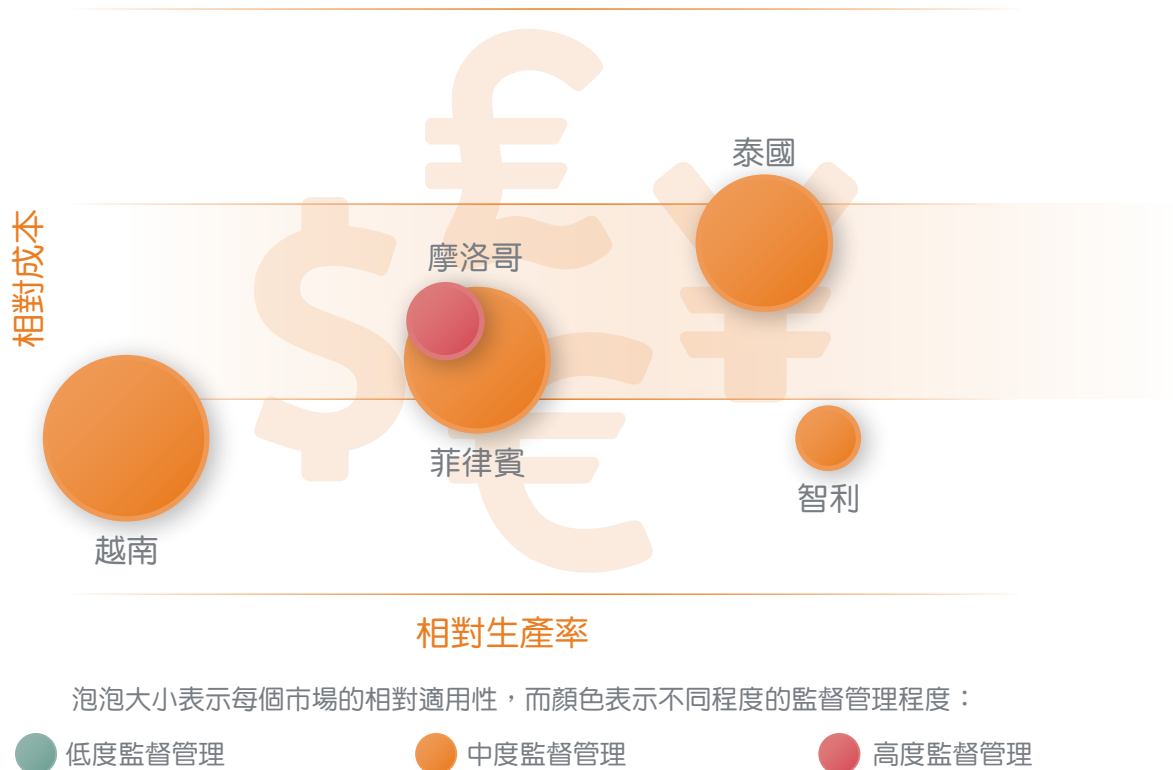 泰國
相對成本
摩洛哥
菲律賓
智利
越南
相對生產率
泡泡大小表示每個市場的相對適用性，而顏色表示不同程度的監督管理程度：
低度監督管理
中度監督管理
高度監督管理